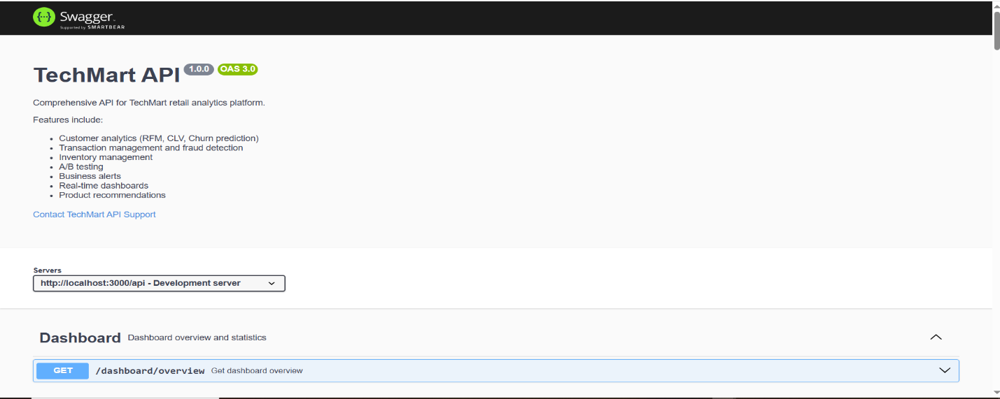 Swagger
Supported by SMARTBEAR
TechMart API 1.0.0 OAS 3.0
Comprehensive API for TechMart retail analytics platform.
Features include:
Customer analytics (RFM, CLV, Churn prediction)
Transaction management and fraud detection
Inventory management
A/B testing
Business alerts
Real-time dashboards
Product recommendations
Contact TechMart API Support
Servers
http://localhost:3000/api - Development server
Dashboard Dashboard overview and statistics
GET /dashboard/overview Get dashboard overview